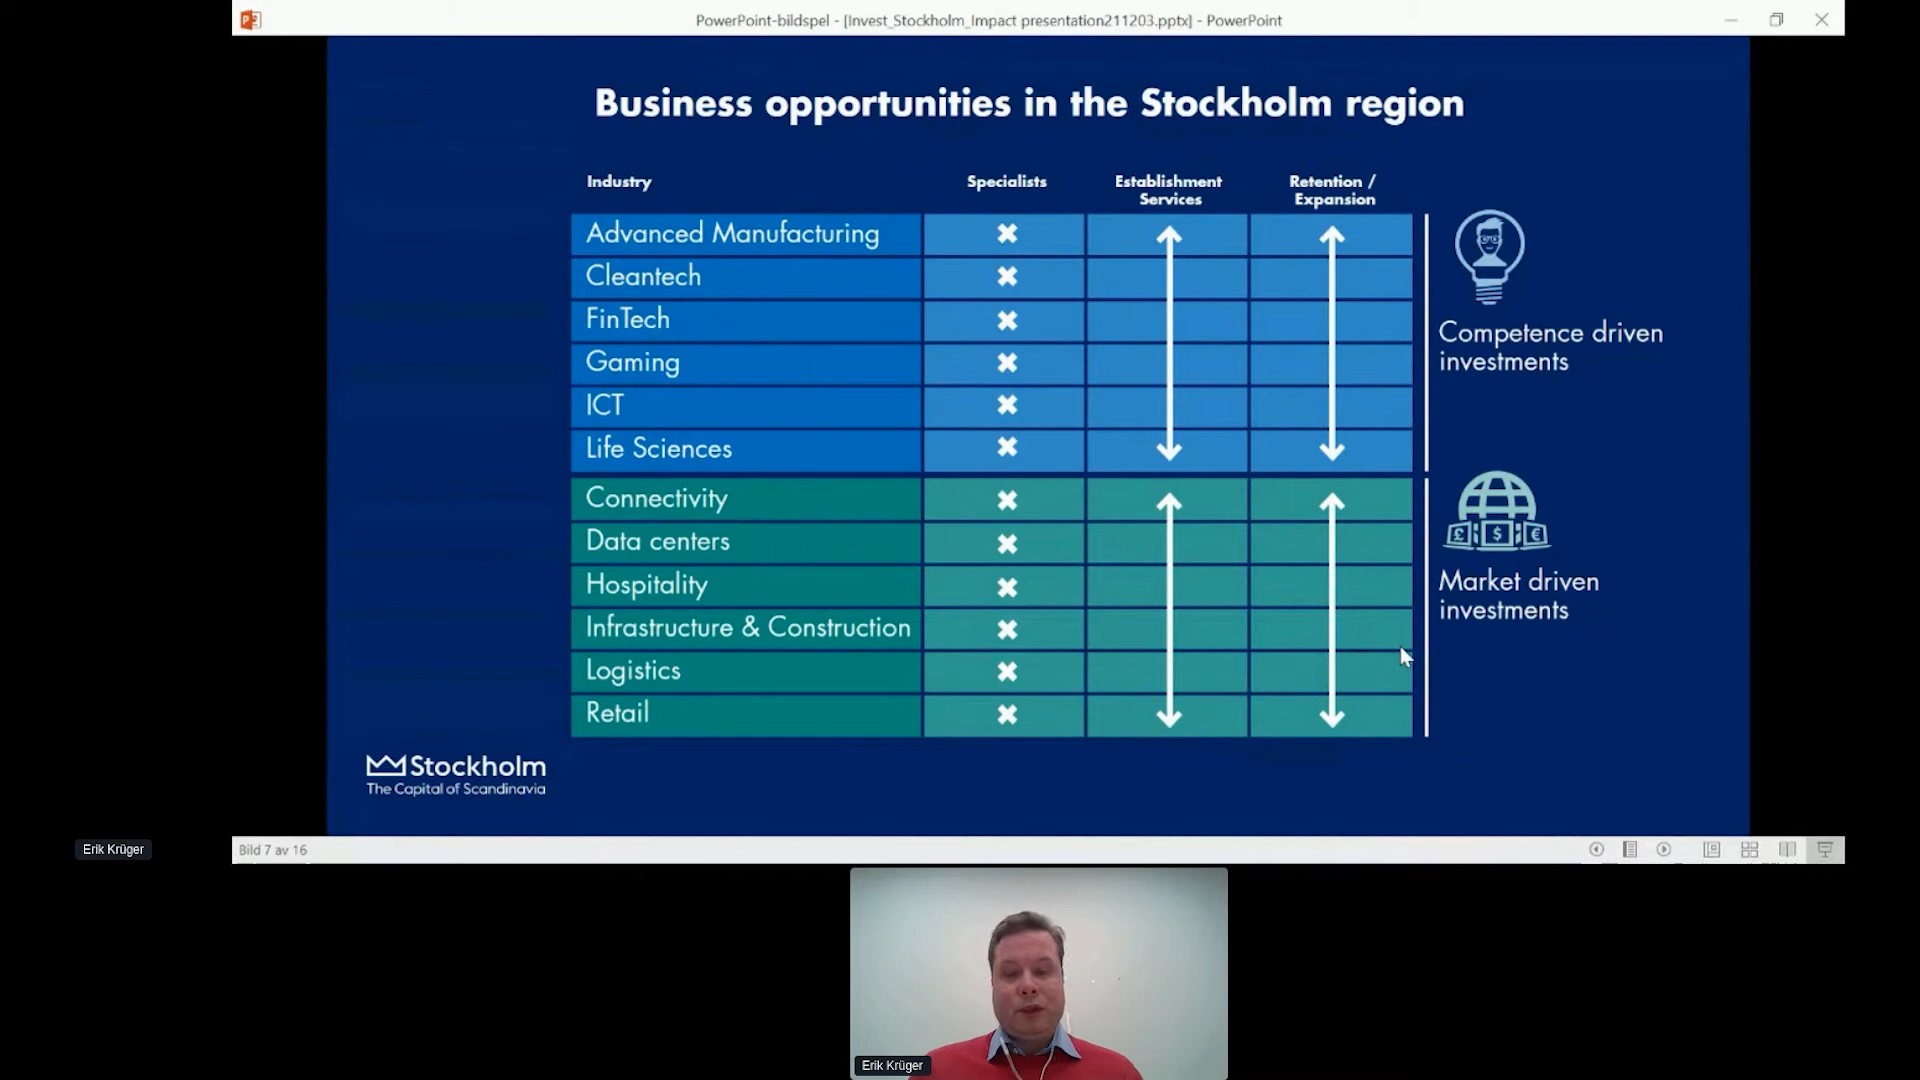 PowerPoint-bildspel - [Invest_Stockholm_Impact presentation211203.pptx] - PowerPoint
Business opportunities in the Stockholm region
Industry
Specialists
Establishment
Services
Retention /
Expansion
Advanced Manufacturing
Cleantech
FinTech
Gaming
ICT
Life Sciences
Competence driven
investments
Connectivity
Data centers
Hospitality
Infrastructure & Construction
Logistics
Retail
£ $ €
Market driven
investments
Stockholm
The Capital of Scandinavia
Erik Krüger
Bild 7 av 16
Erik Krüger